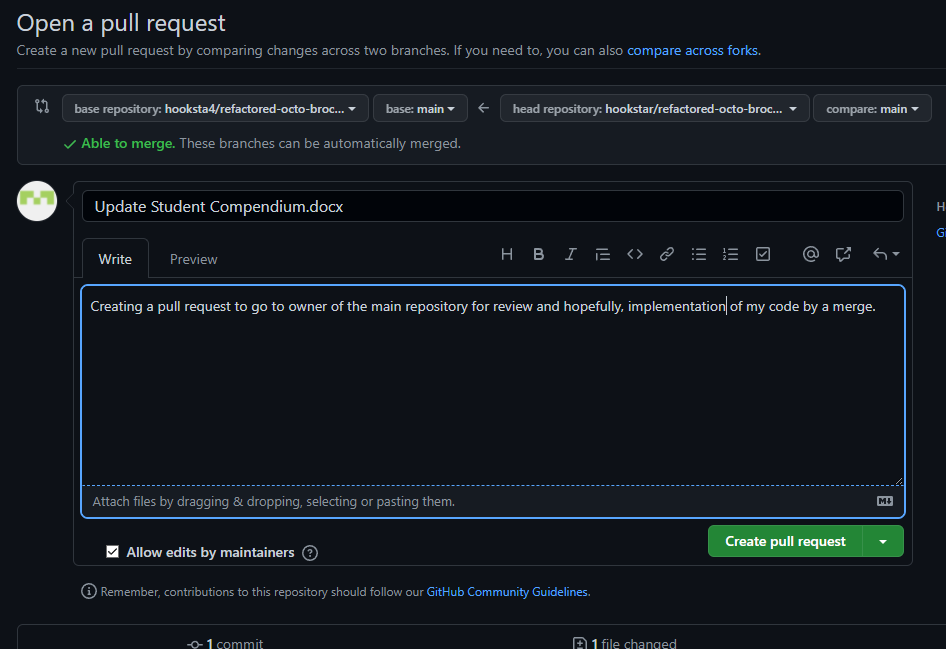 Open a pull request
Create a new pull request by comparing changes across two branches. If you need to, you can also compare across forks.
base repository: hooksta4/refactored-octo-broc... base: main head repository: hookstar/refactored-octo-broc... compare: main
Able to merge. These branches can be automatically merged.
Update Student Compendium.docx
H
G
Write Preview
Creating a pull request to go to owner of the main repository for review and hopefully, implementation of my code by a merge.
Attach files by dragging & dropping, selecting or pasting them.
Allow edits by maintainers
Create pull request
Remember, contributions to this repository should follow our GitHub Community Guidelines.
1 commit 1 file changed